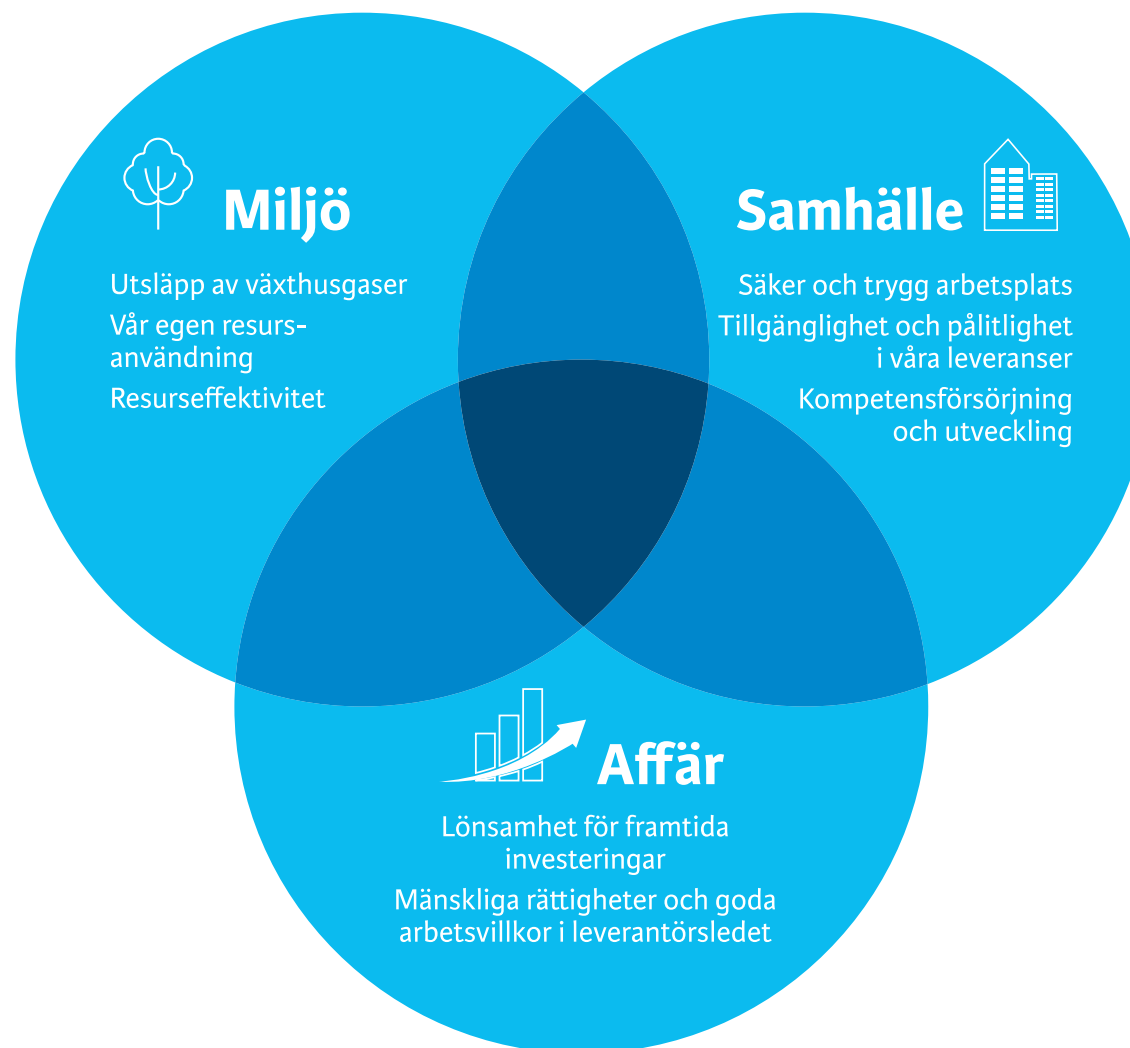 Miljö
Utsläpp av växthusgaser
Vår egen resurs-
användning
Resurseffektivitet
Samhälle
Säker och trygg arbetsplats
Tillgänglighet och pålitlighet
i våra leveranser
Kompetensförsörjning
och utveckling
Affär
Lönsamhet för framtida
investeringar
Mänskliga rättigheter och goda
arbetsvillkor i leverantörsledet